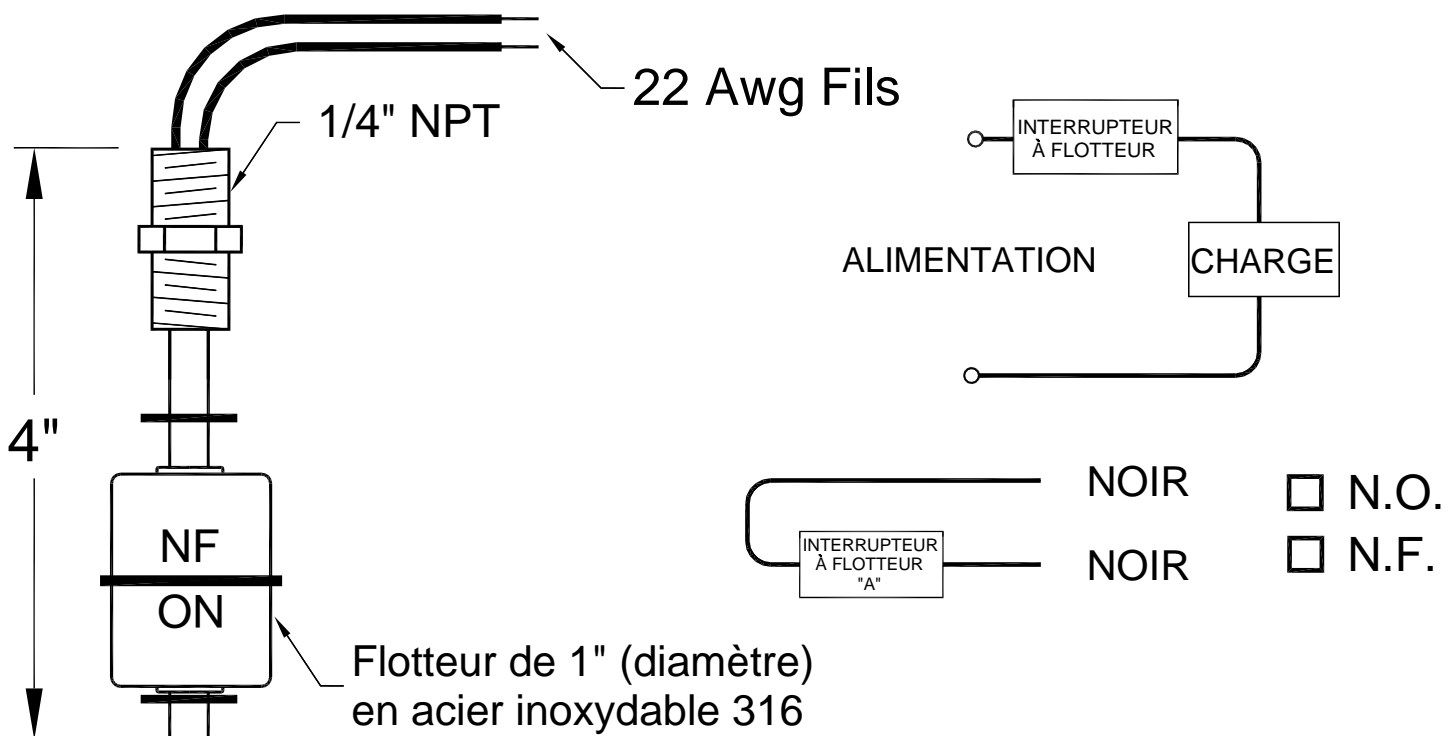 22 Awg Fils
1/4" NPT
4"
NF
ON
Flotteur de 1" (diamètre)
en acier inoxydable 316
INTERRUPTEUR
À FLOTTEUR
ALIMENTATION
CHARGE
NOIR
INTERRUPTEUR
À FLOTTEUR
"A"
NOIR
N.O.
N.F.